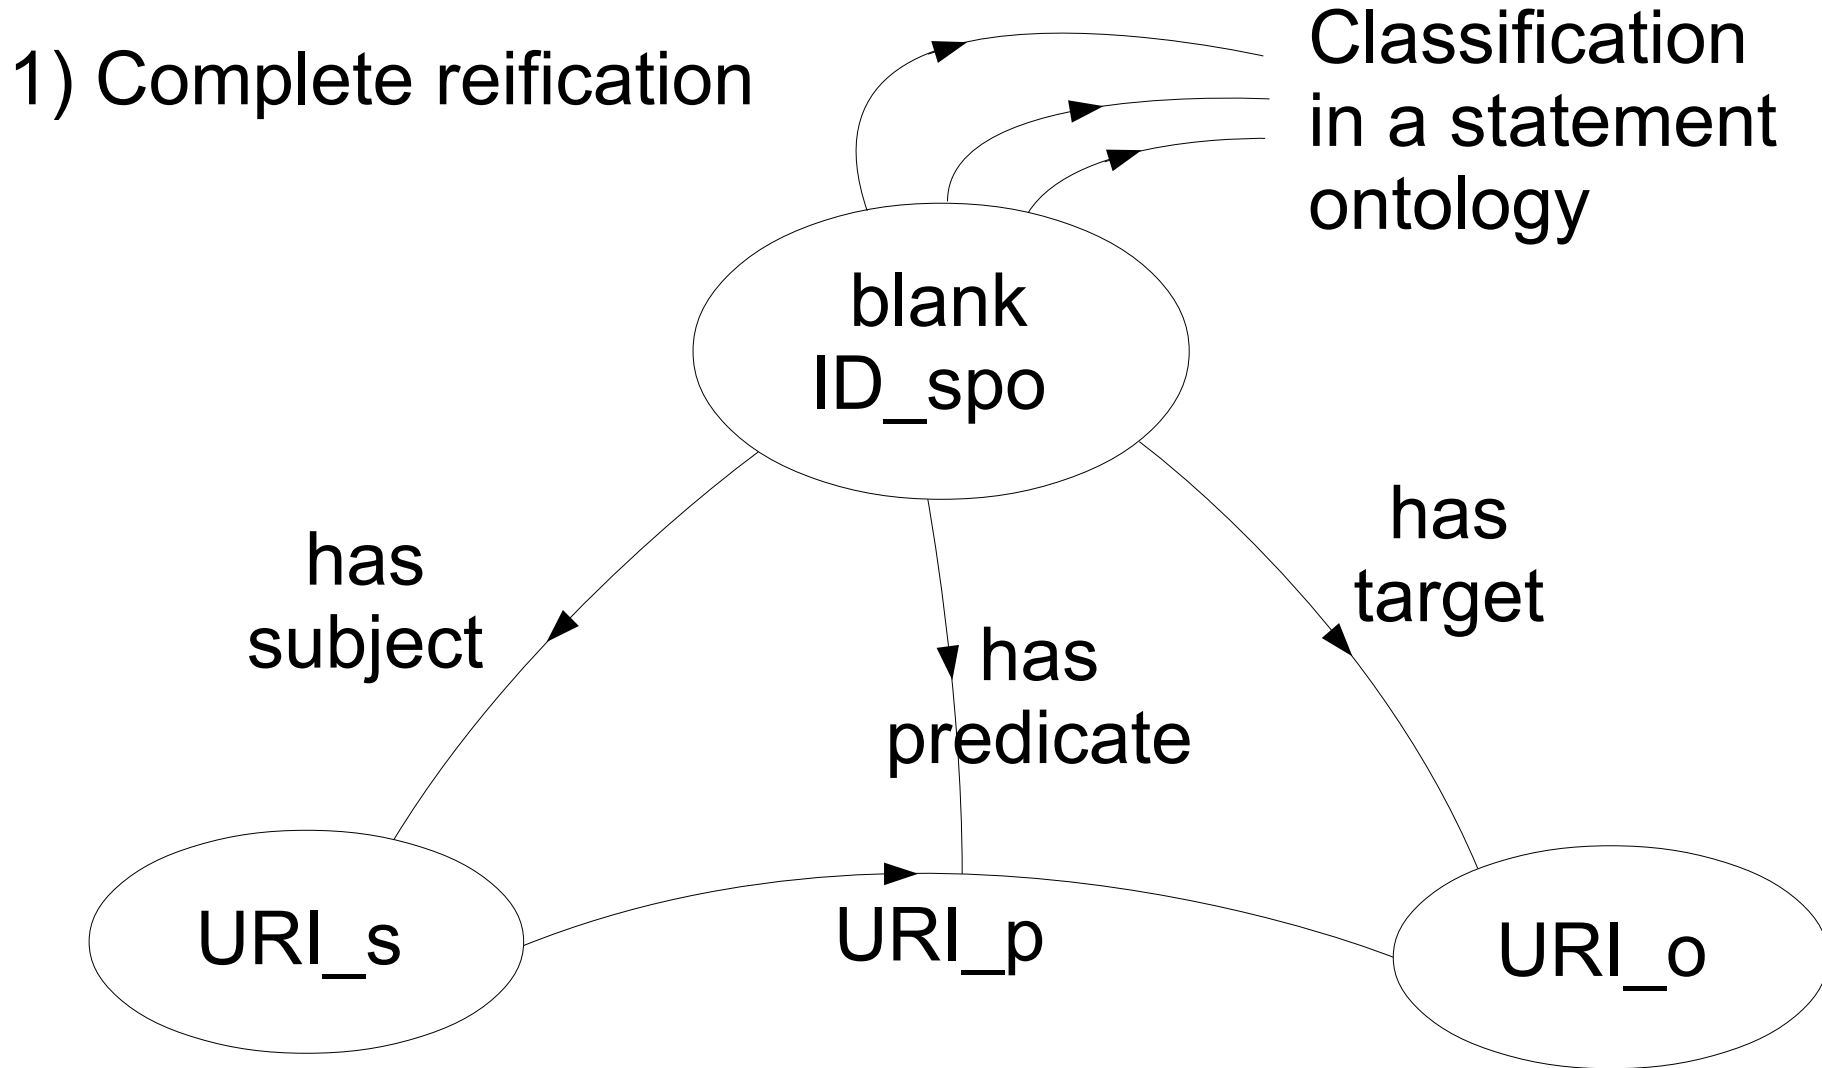 1) Complete reification
Classification
in a statement
ontology
blank
ID_spo
has
subject
has
predicate
has
target
URI_s
URI_p
URI_o